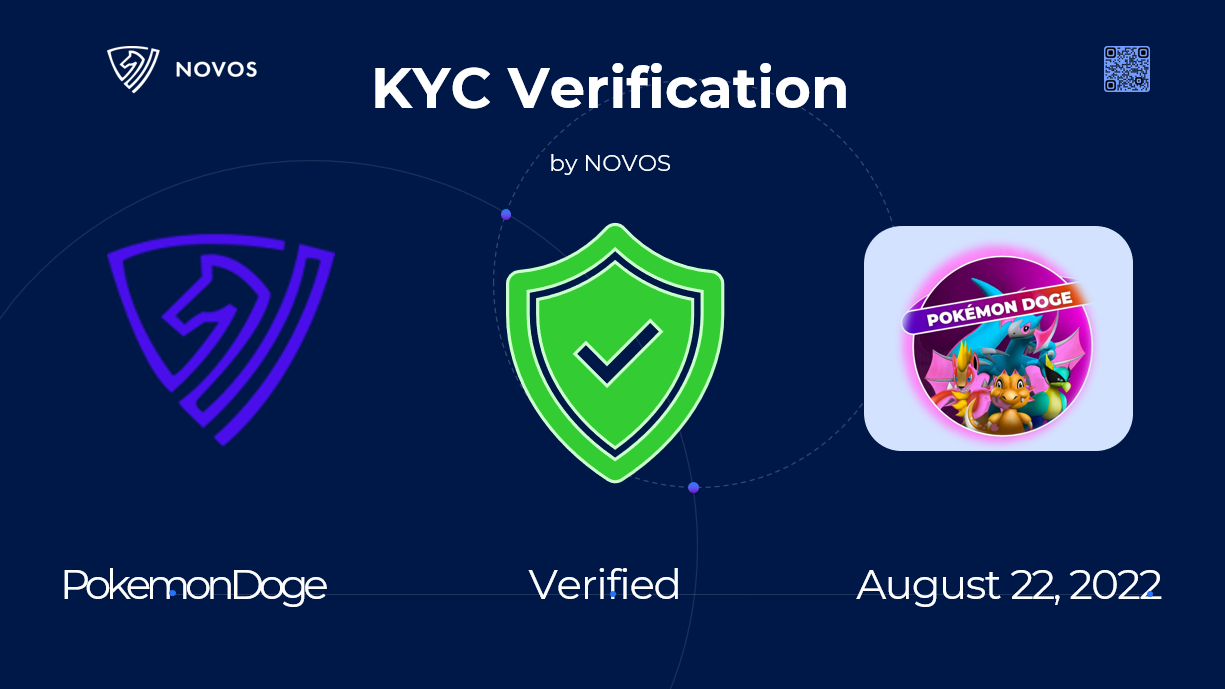 NOVOS
KYC Verification
by NOVOS
POKÉMON DOGE
PokemonDoge
Verified
August 22, 2022